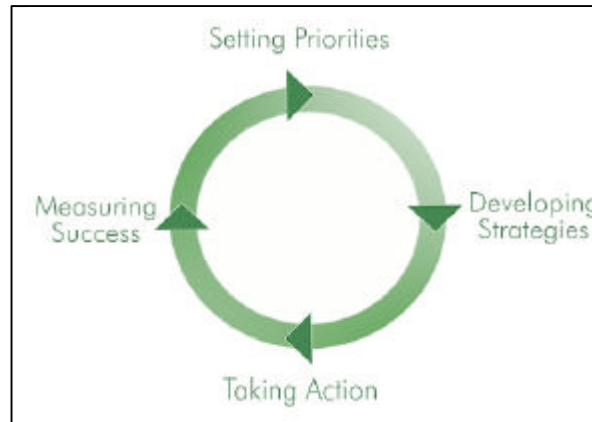 Setting Priorities
Developing
Strategies
Taking Action
Measuring
Success